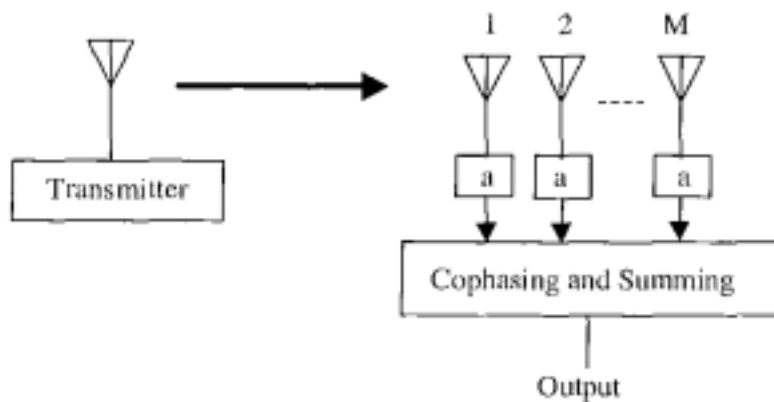 1 2 M
Transmitter
a a a
Cophasing and Summing
Output